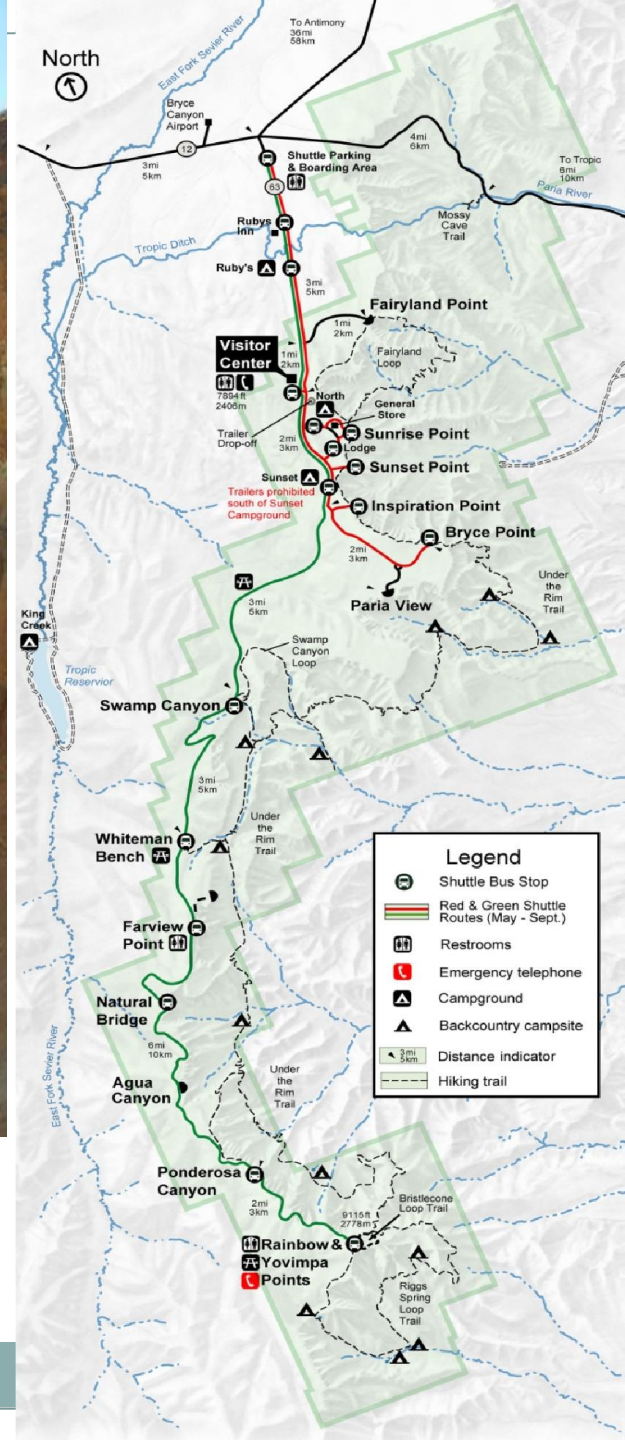 North
To Antimony
36mi
58km
East Fork Sevier River
Bryce
Canyon
Airport
12
3mi
5km
4mi
6km
To Tropic
6mi
10km
Shuttle Parking
& Boarding Area
63
Paria River
Mossy
Cave
Trail
Rubys
Inn
Tropic Ditch
Ruby's
3mi
5km
Fairyland Point
1mi
2km
Visitor
Center
1mi
2km
Fairyland
Loop
7894ft
2406m
North
General
Store
Trailer
Drop-off
Sunrise Point
2mi
3km
Lodge
Sunset Point
Sunset
Trailers prohibited
south of Sunset
Campground
Inspiration Point
Bryce Point
2mi
3km
Paria View
Under
the
Rim
Trail
3mi
5km
King
Creek
Swamp
Canyon
Loop
Tropic
Reservior
Swamp Canyon
3mi
5km
Under
the
Rim
Trail
Whiteman
Bench
Farview
Point
Natural
Bridge
6mi
10km
East Fork Sevier River
Agua
Canyon
Under
the
Rim
Trail
Ponderosa
Canyon
2mi
3km
9115ft
2778m
Bristlecone
Loop Trail
Rainbow &
Yovimpa
Points
Riggs
Spring
Loop
Trail
Legend
Shuttle Bus Stop
Red & Green Shuttle
Routes (May - Sept.)
Restrooms
Emergency telephone
Campground
Backcountry campsite
3mi
5km
Distance indicator
Hiking trail